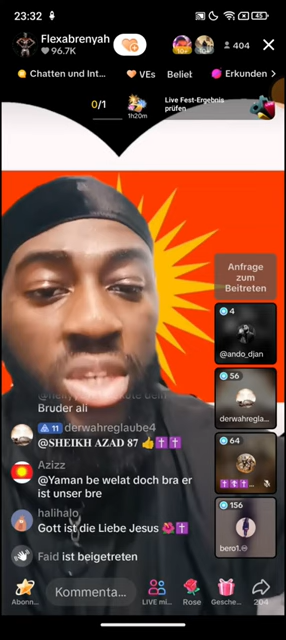 23:32
45
Flexabrenyah
96.7K
404
Chatten und Int...
VEs
Belieb
Erkunden >
0/1
1h20m
Live Fest-Ergebnis
prüfen
Anfrage
zum
Beitreten
4
@ando_djan
56
derwahregla...
64
156
bero1.
Bruder ali
11 derwahreglaube4
@𝐒𝐇𝐄𝐈𝐊𝐇 𝐀𝐙𝐀𝐃 𝟖𝟕 👍✝️✝️
Azizz
@Yaman be welat doch bra er
ist unser bre
halihalo
Gott ist die Liebe Jesus 🌺✝️
Faid ist beigetreten
Abonn...
Kommenta...
LIVE mi...
Rose
Gesche...
204